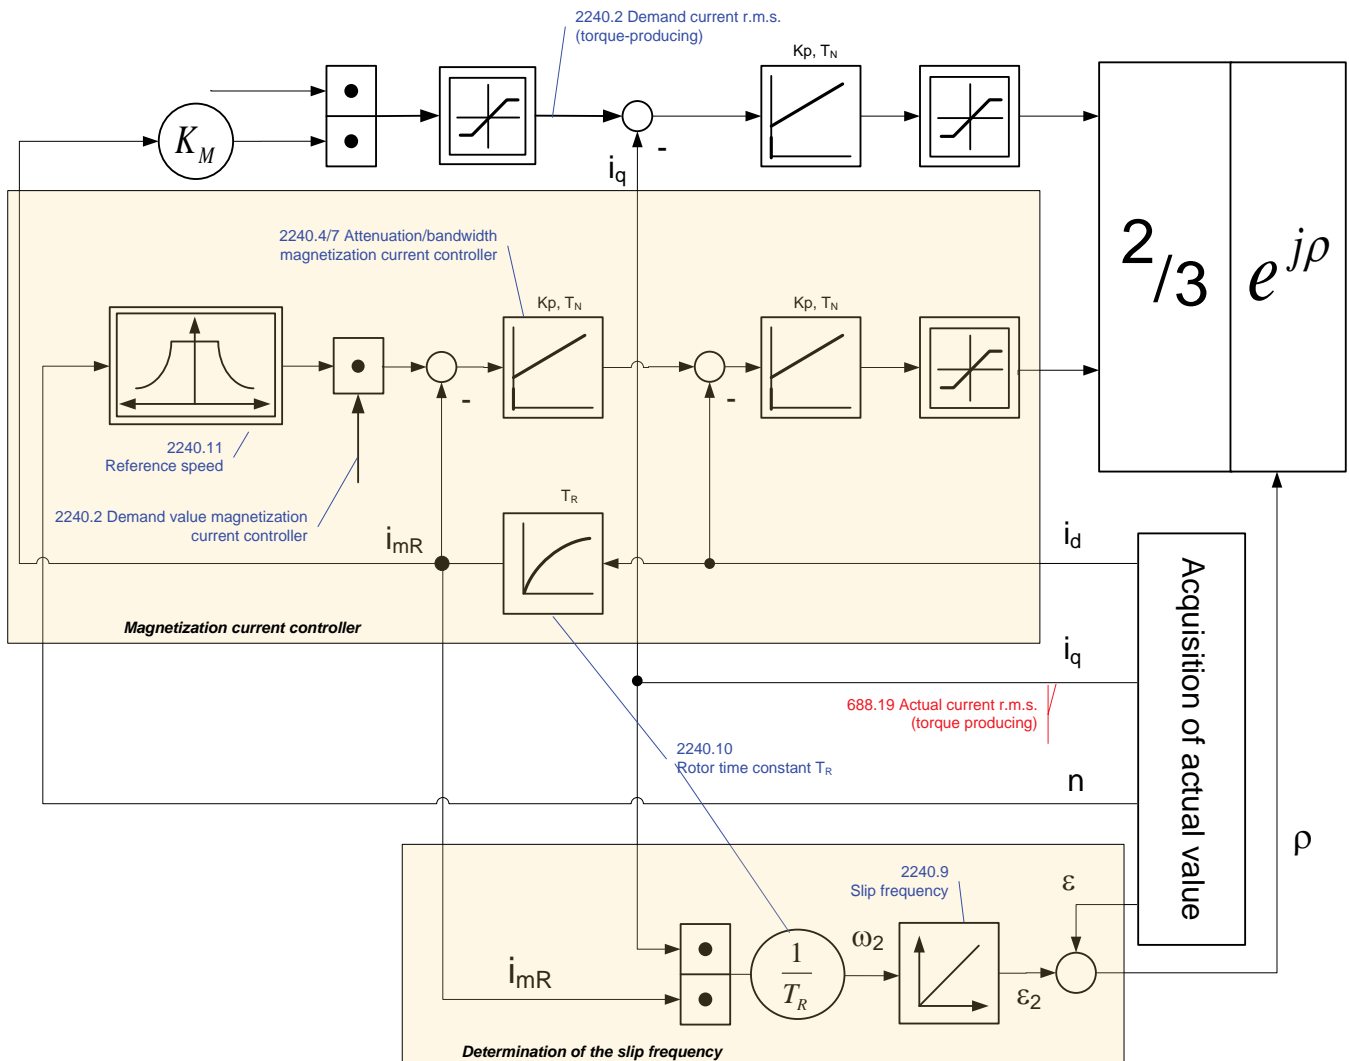 2240.2 Demand current r.m.s.
(torque-producing)
Kp, TN
KM
-
iq
2240.4/7 Attenuation/bandwidth
magnetization current controller
2/3
e^jρ
Kp, TN
Kp, TN
-
-
2240.11
Reference speed
2240.2 Demand value magnetization
current controller
TR
imR
id
Magnetization current controller
Acquisition of actual value
iq
688.19 Actual current r.m.s.
(torque producing)
2240.10
Rotor time constant TR
n
ρ
2240.9
Slip frequency
ε
ω2
1
TR
imR
ε2
Determination of the slip frequency